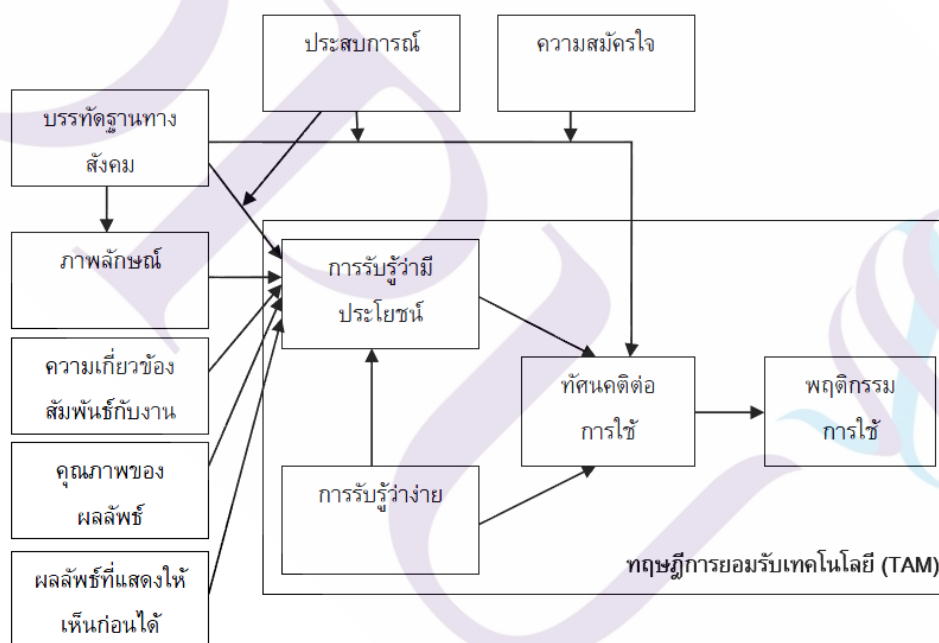 ประสบการณ์
ความสมัครใจ
บรรทัดฐานทาง
สังคม
ภาพลักษณ์
การรับรู้ว่ามี
ประโยชน์
ความเกี่ยวข้อง
สัมพันธ์กับงาน
ทัศนคติต่อ
การใช้
พฤติกรรม
การใช้
คุณภาพของ
ผลลัพธ์
การรับรู้ว่าง่าย
ผลลัพธ์ที่แสดงให้
เห็นก่อนได้
ทฤษฎีการยอมรับเทคโนโลยี (TAM)